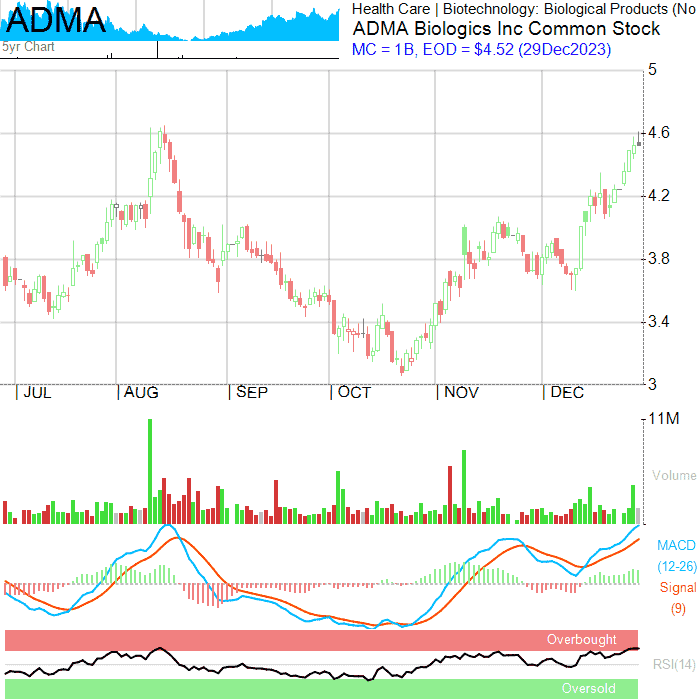 ADMA
5yr Chart
Health Care | Biotechnology: Biological Products (No
ADMA Biologics Inc Common Stock
MC = 1B, EOD = $4.52 (29Dec2023)
5
4.6
4.2
3.8
3.4
3
JUL AUG SEP OCT NOV DEC
11M
Volume
MACD
(12-26)
Signal
(9)
Overbought
RSI(14)
Oversold